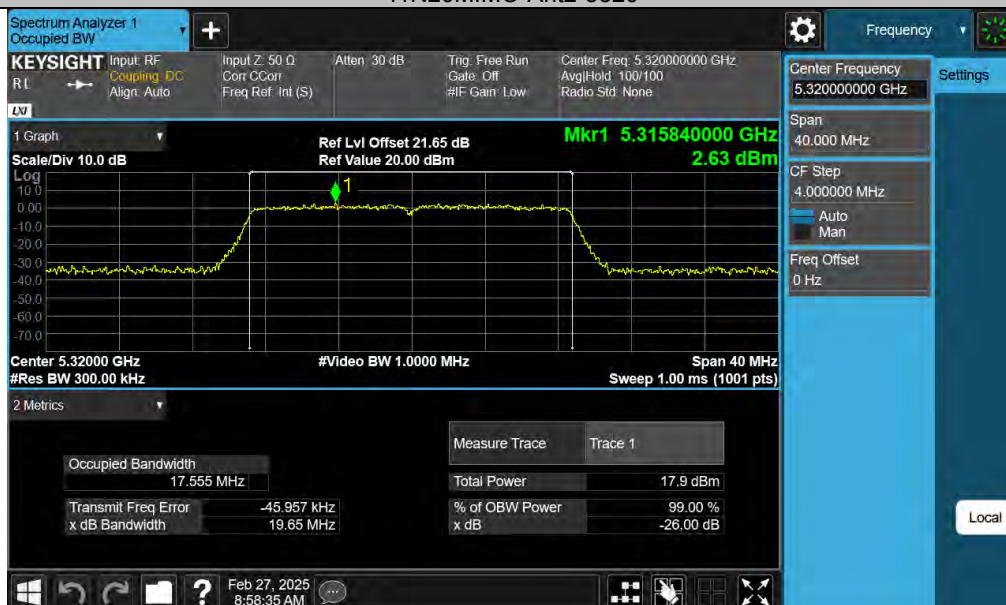 Spectrum Analyzer 1
Occupied BW
+
Frequency
KEYSIGHT
RL
LXI
Input: RF
Coupling: DC
Align: Auto
Input Z: 50 Ω
Corr CCorr
Freq Ref: Int (S)
Atten: 30 dB
Trig: Free Run
Gate: Off
#IF Gain: Low
Center Freq: 5.320000000 GHz
Avg|Hold: 100/100
Radio Std: None
Center Frequency
5.320000000 GHz
Settings
Span
40.000 MHz
CF Step
4.000000 MHz
Auto
Man
Freq Offset
0 Hz
1 Graph
Scale/Div 10.0 dB
Ref Lvl Offset 21.65 dB
Ref Value 20.00 dBm
Mkr1 5.315840000 GHz
2.63 dBm
Log
10.0
0.00
-10.0
-20.0
-30.0
-40.0
-50.0
-60.0
-70.0
1
Center 5.32000 GHz
#Video BW 1.0000 MHz
Span 40 MHz
#Res BW 300.00 kHz
Sweep 1.00 ms (1001 pts)
2 Metrics
Measure Trace
Trace 1
Occupied Bandwidth
17.555 MHz
Total Power
17.9 dBm
Transmit Freq Error
-45.957 kHz
% of OBW Power
99.00 %
x dB Bandwidth
19.65 MHz
x dB
-26.00 dB
Local
?
Feb 27, 2025
8:58:35 AM